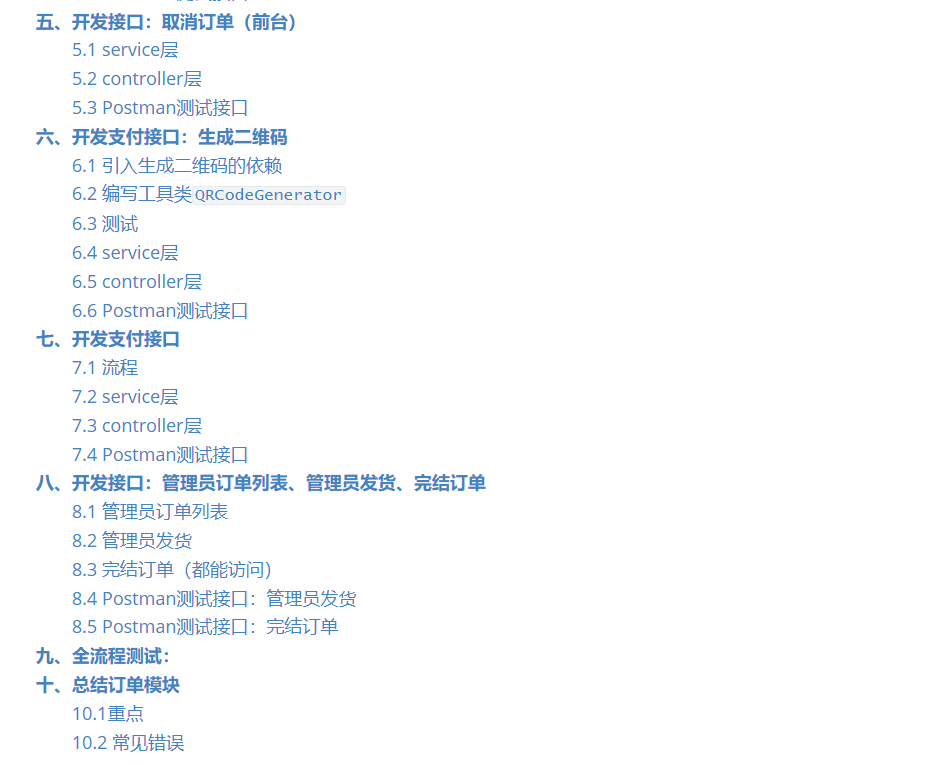 五、开发接口：取消订单（前台）
5.1 service层
5.2 controller层
5.3 Postman测试接口
六、开发支付接口：生成二维码
6.1 引入生成二维码的依赖
6.2 编写工具类QRCodeGenerator
6.3 测试
6.4 service层
6.5 controller层
6.6 Postman测试接口
七、开发支付接口
7.1 流程
7.2 service层
7.3 controller层
7.4 Postman测试接口
八、开发接口：管理员订单列表、管理员发货、完结订单
8.1 管理员订单列表
8.2 管理员发货
8.3 完结订单（都能访问）
8.4 Postman测试接口：管理员发货
8.5 Postman测试接口：完结订单
九、全流程测试：
十、总结订单模块
10.1重点
10.2 常见错误